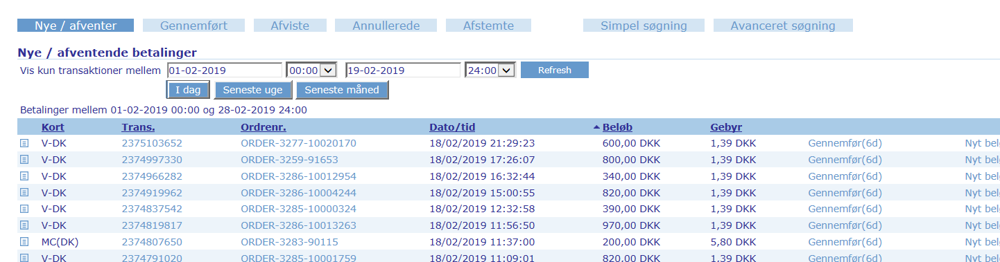 Nye / afventer Gennemført Afviste Annullerede Afstemte Simpel søgning Avanceret søgning
Nye / afventende betalinger
Vis kun transaktioner mellem 01-02-2019 00:00 19-02-2019 24:00 Refresh
I dag Seneste uge Seneste måned
Betalinger mellem 01-02-2019 00:00 og 28-02-2019 24:00
Kort Trans. Ordrenr. Dato/tid Beløb Gebyr
V-DK 2375103652 ORDER-3277-10020170 18/02/2019 21:29:23 600,00 DKK 1,39 DKK Gennemfør(6d) Nyt bel
V-DK 2374997330 ORDER-3259-91653 18/02/2019 17:26:07 800,00 DKK 1,39 DKK Gennemfør(6d) Nyt bel
V-DK 2374966282 ORDER-3286-10012954 18/02/2019 16:32:44 340,00 DKK 1,39 DKK Gennemfør(6d) Nyt bel
V-DK 2374919962 ORDER-3286-10004244 18/02/2019 15:00:55 820,00 DKK 1,39 DKK Gennemfør(6d) Nyt bel
V-DK 2374837542 ORDER-3285-10000324 18/02/2019 12:32:58 390,00 DKK 1,39 DKK Gennemfør(6d) Nyt bel
V-DK 2374819817 ORDER-3286-10013263 18/02/2019 11:56:50 970,00 DKK 1,39 DKK Gennemfør(6d) Nyt bel
MC(DK) 2374807650 ORDER-3283-90115 18/02/2019 11:37:00 200,00 DKK 5,80 DKK Gennemfør(6d) Nyt bel
V-DK 2374791020 ORDER-3285-10001759 18/02/2019 11:09:01 820,00 DKK 1,39 DKK Gennemfør(6d) Nyt bel